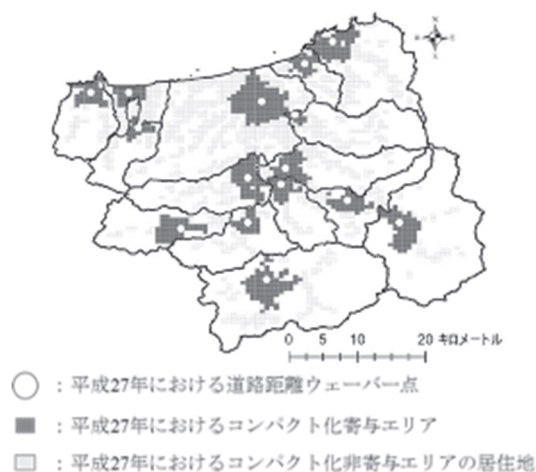 0 5 10 20 キロメートル
：平成27年における道路距離ウェーバー点
：平成27年におけるコンパクト化寄与エリア
：平成27年におけるコンパクト化非寄与エリアの居住地